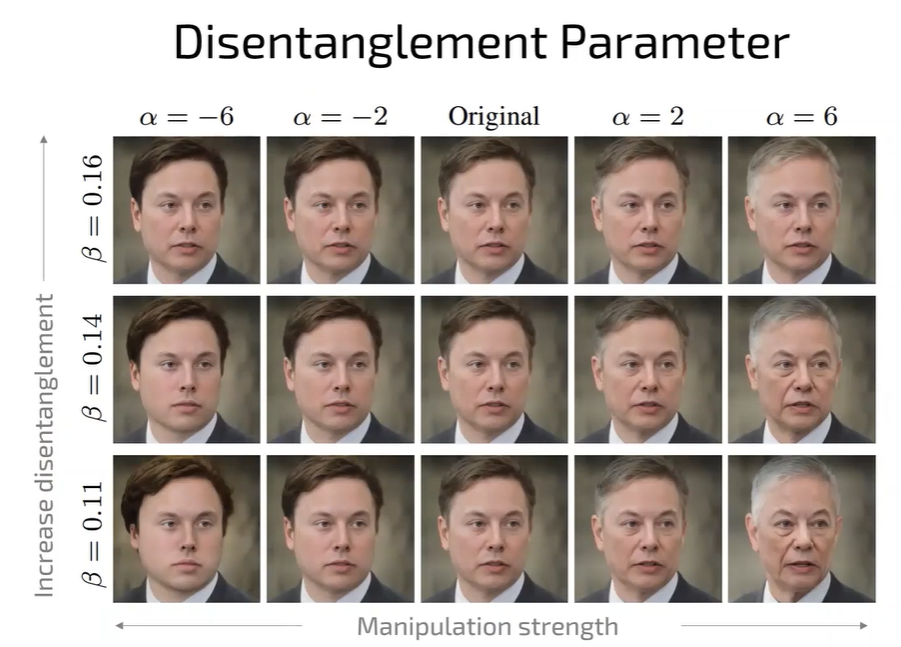 Disentanglement Parameter
α = −6
α = −2
Original
α = 2
α = 6
β = 0.16
β = 0.14
β = 0.11
Increase disentanglement
Manipulation strength